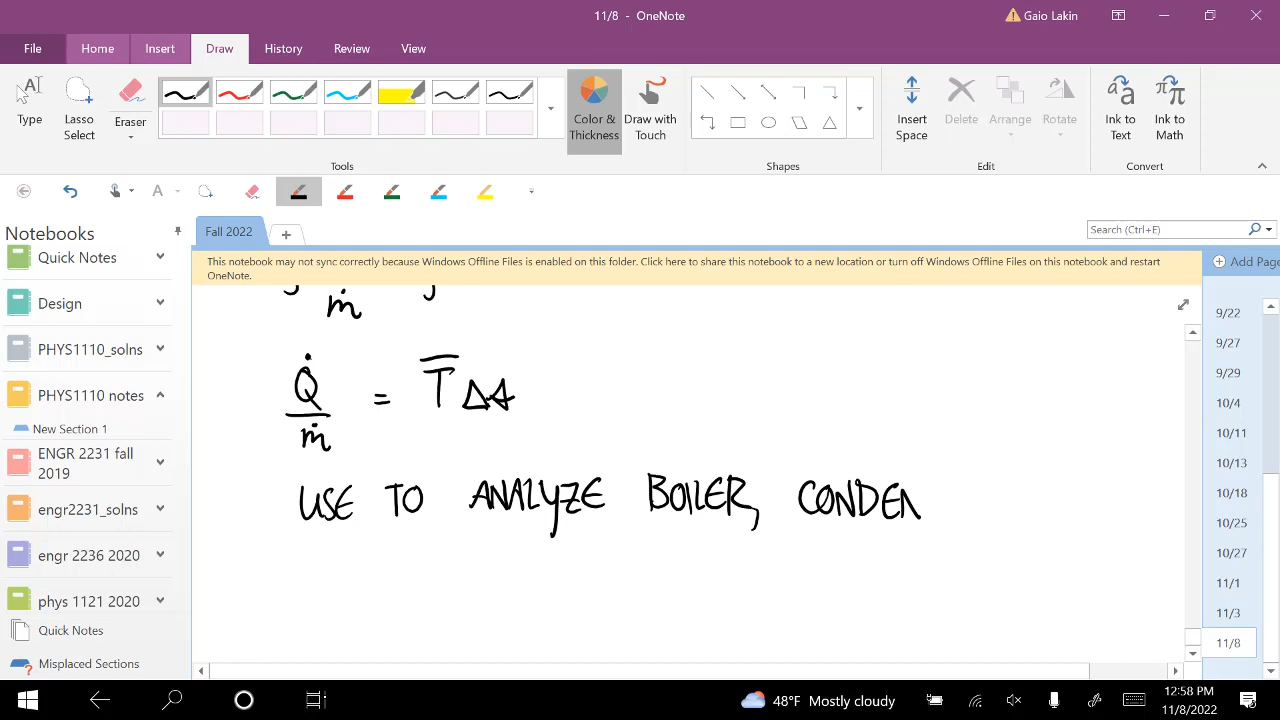 11/8 - OneNote
Gaio Lakin
File Home Insert Draw History Review View
Type
Lasso Select
Eraser
Color & Thickness
Draw with Touch
Insert Space
Delete
Arrange
Rotate
Ink to Text
Ink to Math
Tools
Shapes
Edit
Convert
Notebooks
Fall 2022
Search (Ctrl+E)
This notebook may not sync correctly because Windows Offline Files is enabled on this folder. Click here to share this notebook to a new location or turn off Windows Offline Files on this notebook and restart
OneNote.
Add Page
Quick Notes
Design
PHYS1110_solns
PHYS1110 notes
New Section 1
ENGR 2231 fall
2019
engr2231_solns
engr 2236 2020
phys 1121 2020
Quick Notes
Misplaced Sections
ṁ
Q̇/ṁ = T̅ Δs
USE TO ANALYZE BOILER, CONDEN
9/22
9/27
9/29
10/4
10/11
10/13
10/18
10/25
10/27
11/1
11/3
11/8
48°F Mostly cloudy
12:58 PM
11/8/2022